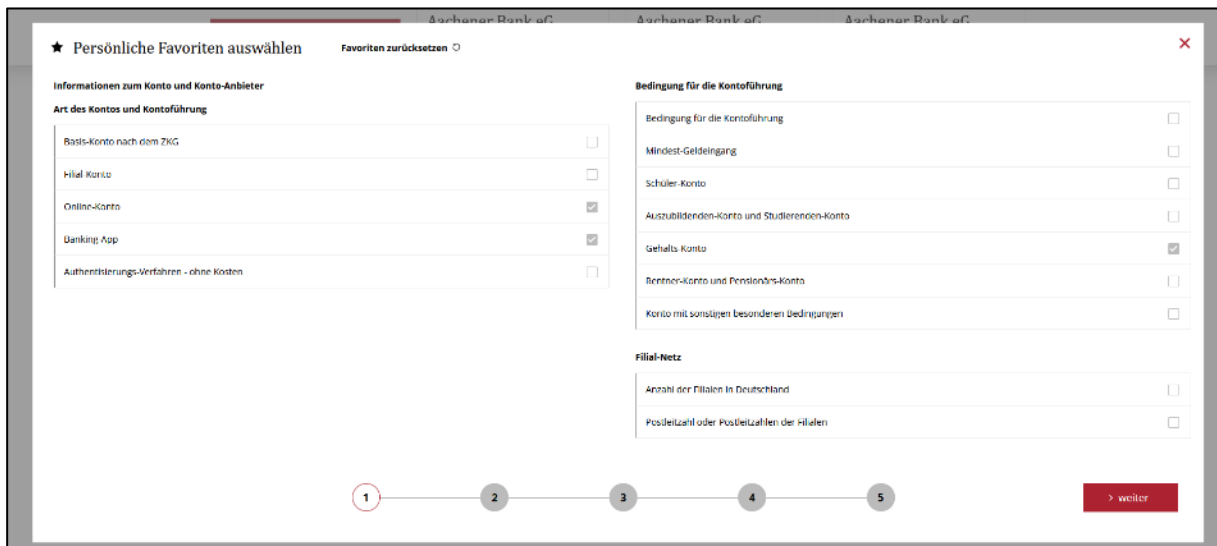 Aachener Bank eG
Aachener Bank eG
Aachener Bank eG
Persönliche Favoriten auswählen
Favoriten zurücksetzen
Informationen zum Konto und Konto-Anbieter
Art des Kontos und Kontoführung
Basis-Konto nach dem ZKG
Filial-Konto
Online-Konto
Banking-App
Authentisierungs-Verfahren - ohne Kosten
Bedingung für die Kontoführung
Bedingung für die Kontoführung
Mindest-Geldeingang
Schüler-Konto
Auszubildenden-Konto und Studierenden-Konto
Gehalts-Konto
Rentner-Konto und Pensionärs-Konto
Konto mit sonstigen besonderen Bedingungen
Filial-Netz
Anzahl der Filialen in Deutschland
Postleitzahl oder Postleitzahlen der Filialen
1
2
3
4
5
> weiter